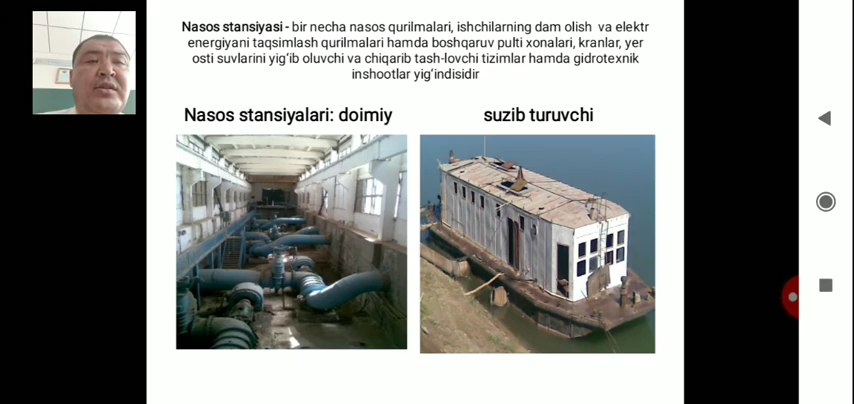 Nasos stansiyasi - bir necha nasos qurilmalari, ishchilarning dam olish va elektr
energiyani taqsimlash qurilmalari hamda boshqaruv pulti xonalari, kranlar, yer
osti suvlarini yig‘ib oluvchi va chiqarib tash-lovchi tizimlar hamda gidrotexnik
inshootlar yig‘indisidir
Nasos stansiyalari: doimiy
suzib turuvchi